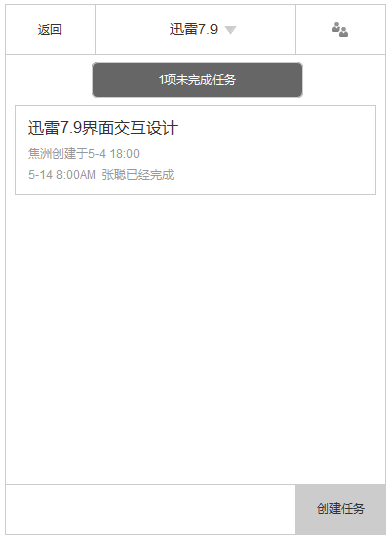 返回
迅雷7.9
1项未完成任务
迅雷7.9界面交互设计
焦洲创建于5-4 18:00
5-14 8:00AM 张聪已经完成
创建任务